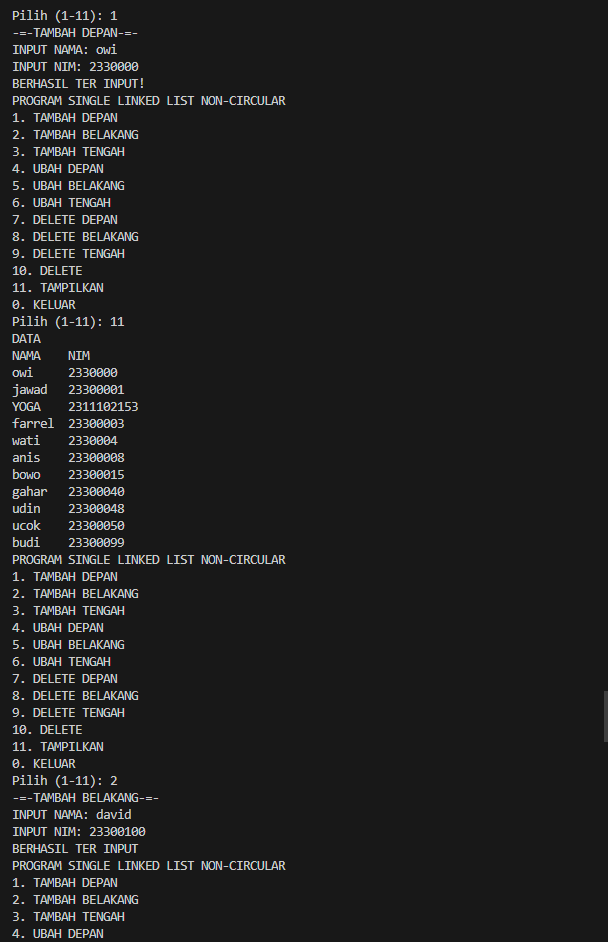 Pilih (1-11): 1
-=-TAMBAH DEPAN-=-
INPUT NAMA: owi
INPUT NIM: 2330000
BERHASIL TER INPUT!
PROGRAM SINGLE LINKED LIST NON-CIRCULAR
1. TAMBAH DEPAN
2. TAMBAH BELAKANG
3. TAMBAH TENGAH
4. UBAH DEPAN
5. UBAH BELAKANG
6. UBAH TENGAH
7. DELETE DEPAN
8. DELETE BELAKANG
9. DELETE TENGAH
10. DELETE
11. TAMPILKAN
0. KELUAR
Pilih (1-11): 11
DATA
NAMA    NIM
owi     2330000
jawad   23300001
YOGA    2311102153
farrel  23300003
wati    2330004
anis    23300008
bowo    23300015
gahar   23300040
udin    23300048
ucok    23300050
budi    23300099
PROGRAM SINGLE LINKED LIST NON-CIRCULAR
1. TAMBAH DEPAN
2. TAMBAH BELAKANG
3. TAMBAH TENGAH
4. UBAH DEPAN
5. UBAH BELAKANG
6. UBAH TENGAH
7. DELETE DEPAN
8. DELETE BELAKANG
9. DELETE TENGAH
10. DELETE
11. TAMPILKAN
0. KELUAR
Pilih (1-11): 2
-=-TAMBAH BELAKANG-=-
INPUT NAMA: david
INPUT NIM: 23300100
BERHASIL TER INPUT
PROGRAM SINGLE LINKED LIST NON-CIRCULAR
1. TAMBAH DEPAN
2. TAMBAH BELAKANG
3. TAMBAH TENGAH
4. UBAH DEPAN